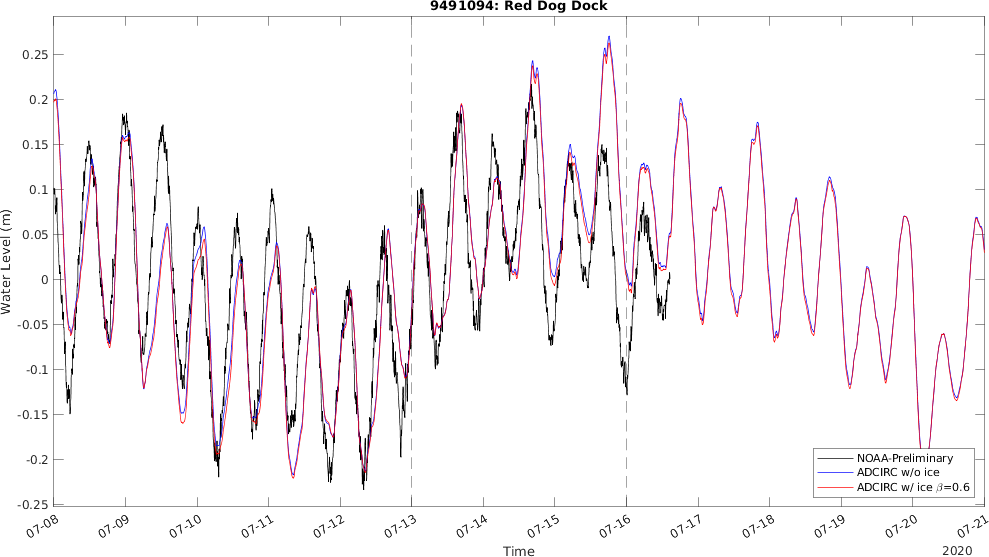 9491094: Red Dog Dock
Water Level (m)
0.25
0.2
0.15
0.1
0.05
0
-0.05
-0.1
-0.15
-0.2
-0.25
NOAA-Preliminary
ADCIRC w/o ice
ADCIRC w/ ice β=0.6
07-08 07-09 07-10 07-11 07-12 07-13 07-14 07-15 07-16 07-17 07-18 07-19 07-20 07-21
Time
2020